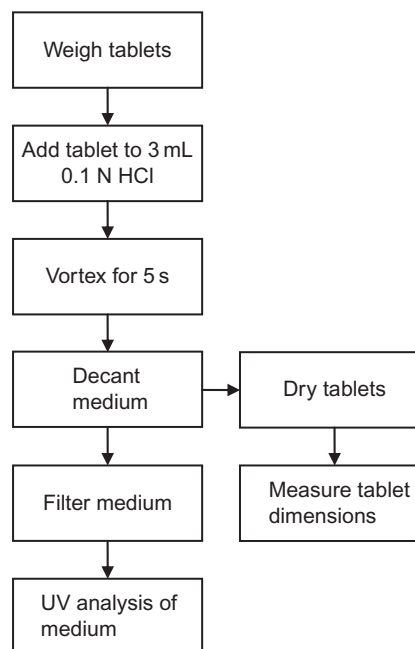 Weigh tablets
Add tablet to 3 mL
0.1 N HCl
Vortex for 5 s
Decant
medium
Dry tablets
Filter medium
Measure tablet
dimensions
UV analysis of
medium